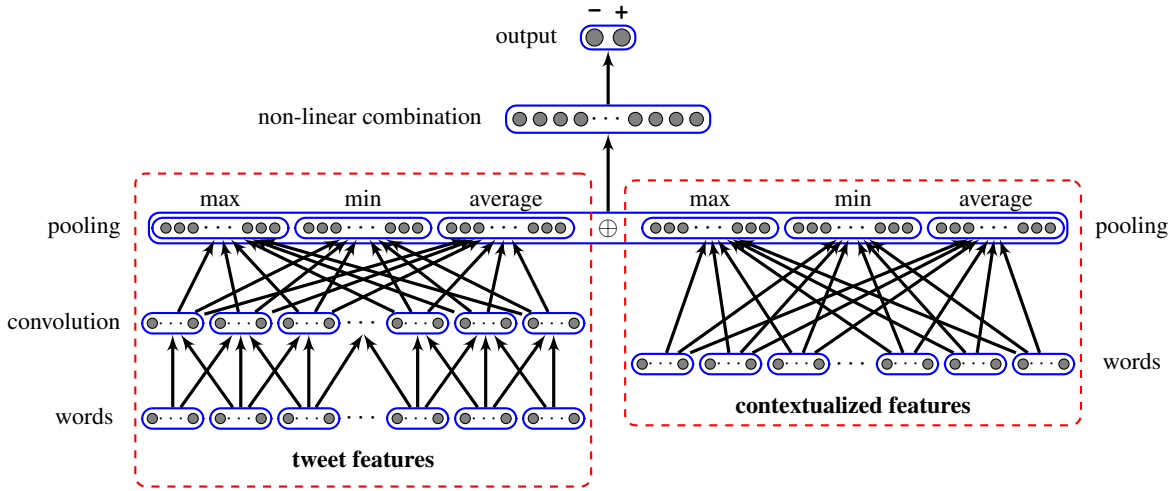 − +
output
non-linear combination
max min average max min average
pooling ⊕ pooling
convolution
words
words
contextualized features
tweet features